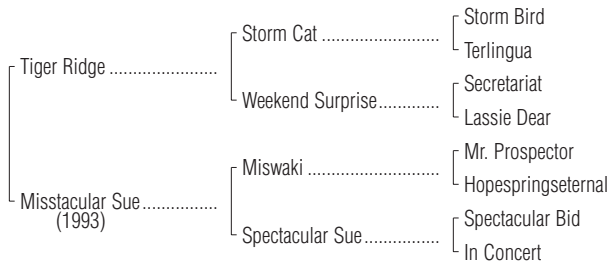 Storm Bird
Storm Cat ........................
Terlingua
Tiger Ridge ......................
Secretariat
Weekend Surprise.............
Lassie Dear
Mr. Prospector
Miswaki ...........................
Hopespringseternal
Misstacular Sue................
(1993)
Spectacular Bid
Spectacular Sue...............
In Concert